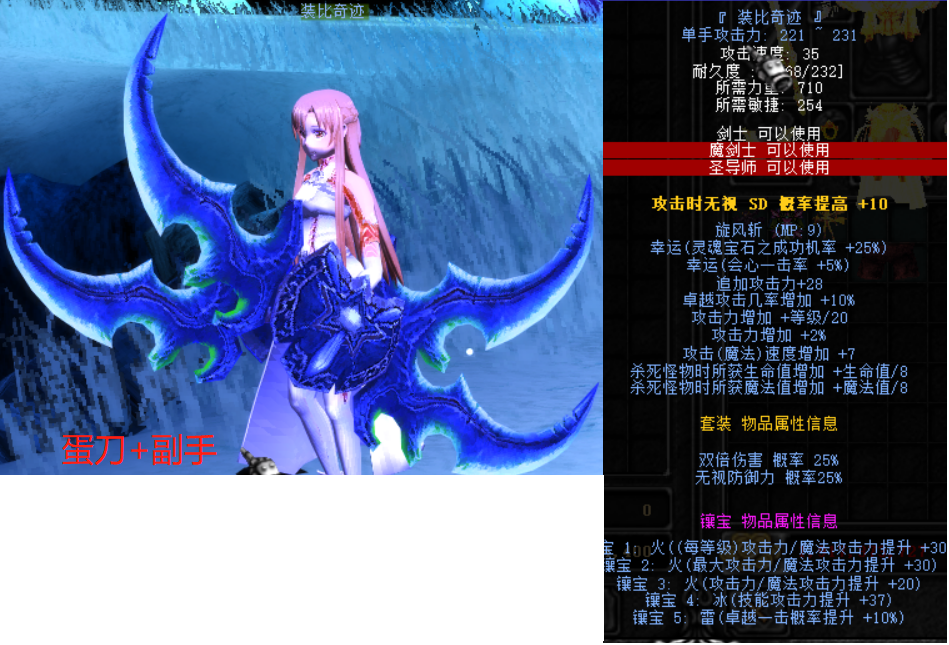 装比奇迹
蛋刀+副手
『 装比奇迹 』
单手攻击力: 221 ~ 231
攻击速度: 35
耐久度 : 68/232]
所需力量: 710
所需敏捷: 254
剑士 可以使用
魔剑士 可以使用
圣导师 可以使用
攻击时无视 SD 概率提高 +10
旋风斩 (MP:9)
幸运(灵魂宝石之成功机率 +25%)
幸运(会心一击率 +5%)
追加攻击力+28
卓越攻击几率增加 +10%
攻击力增加 +等级/20
攻击力增加 +2%
攻击(魔法)速度增加 +7
杀死怪物时所获生命值增加 +生命值/8
杀死怪物时所获魔法值增加 +魔法值/8
套装 物品属性信息
双倍伤害 概率 25%
无视防御力 概率25%
0
镶宝 物品属性信息
宝 1: 火((每等级)攻击力/魔法攻击力提升 +30
镶宝 2: 火(最大攻击力/魔法攻击力提升 +30)
镶宝 3: 火(攻击力/魔法攻击力提升 +20)
镶宝 4: 冰(技能攻击力提升 +37)
镶宝 5: 雷(卓越一击概率提升 +10%)